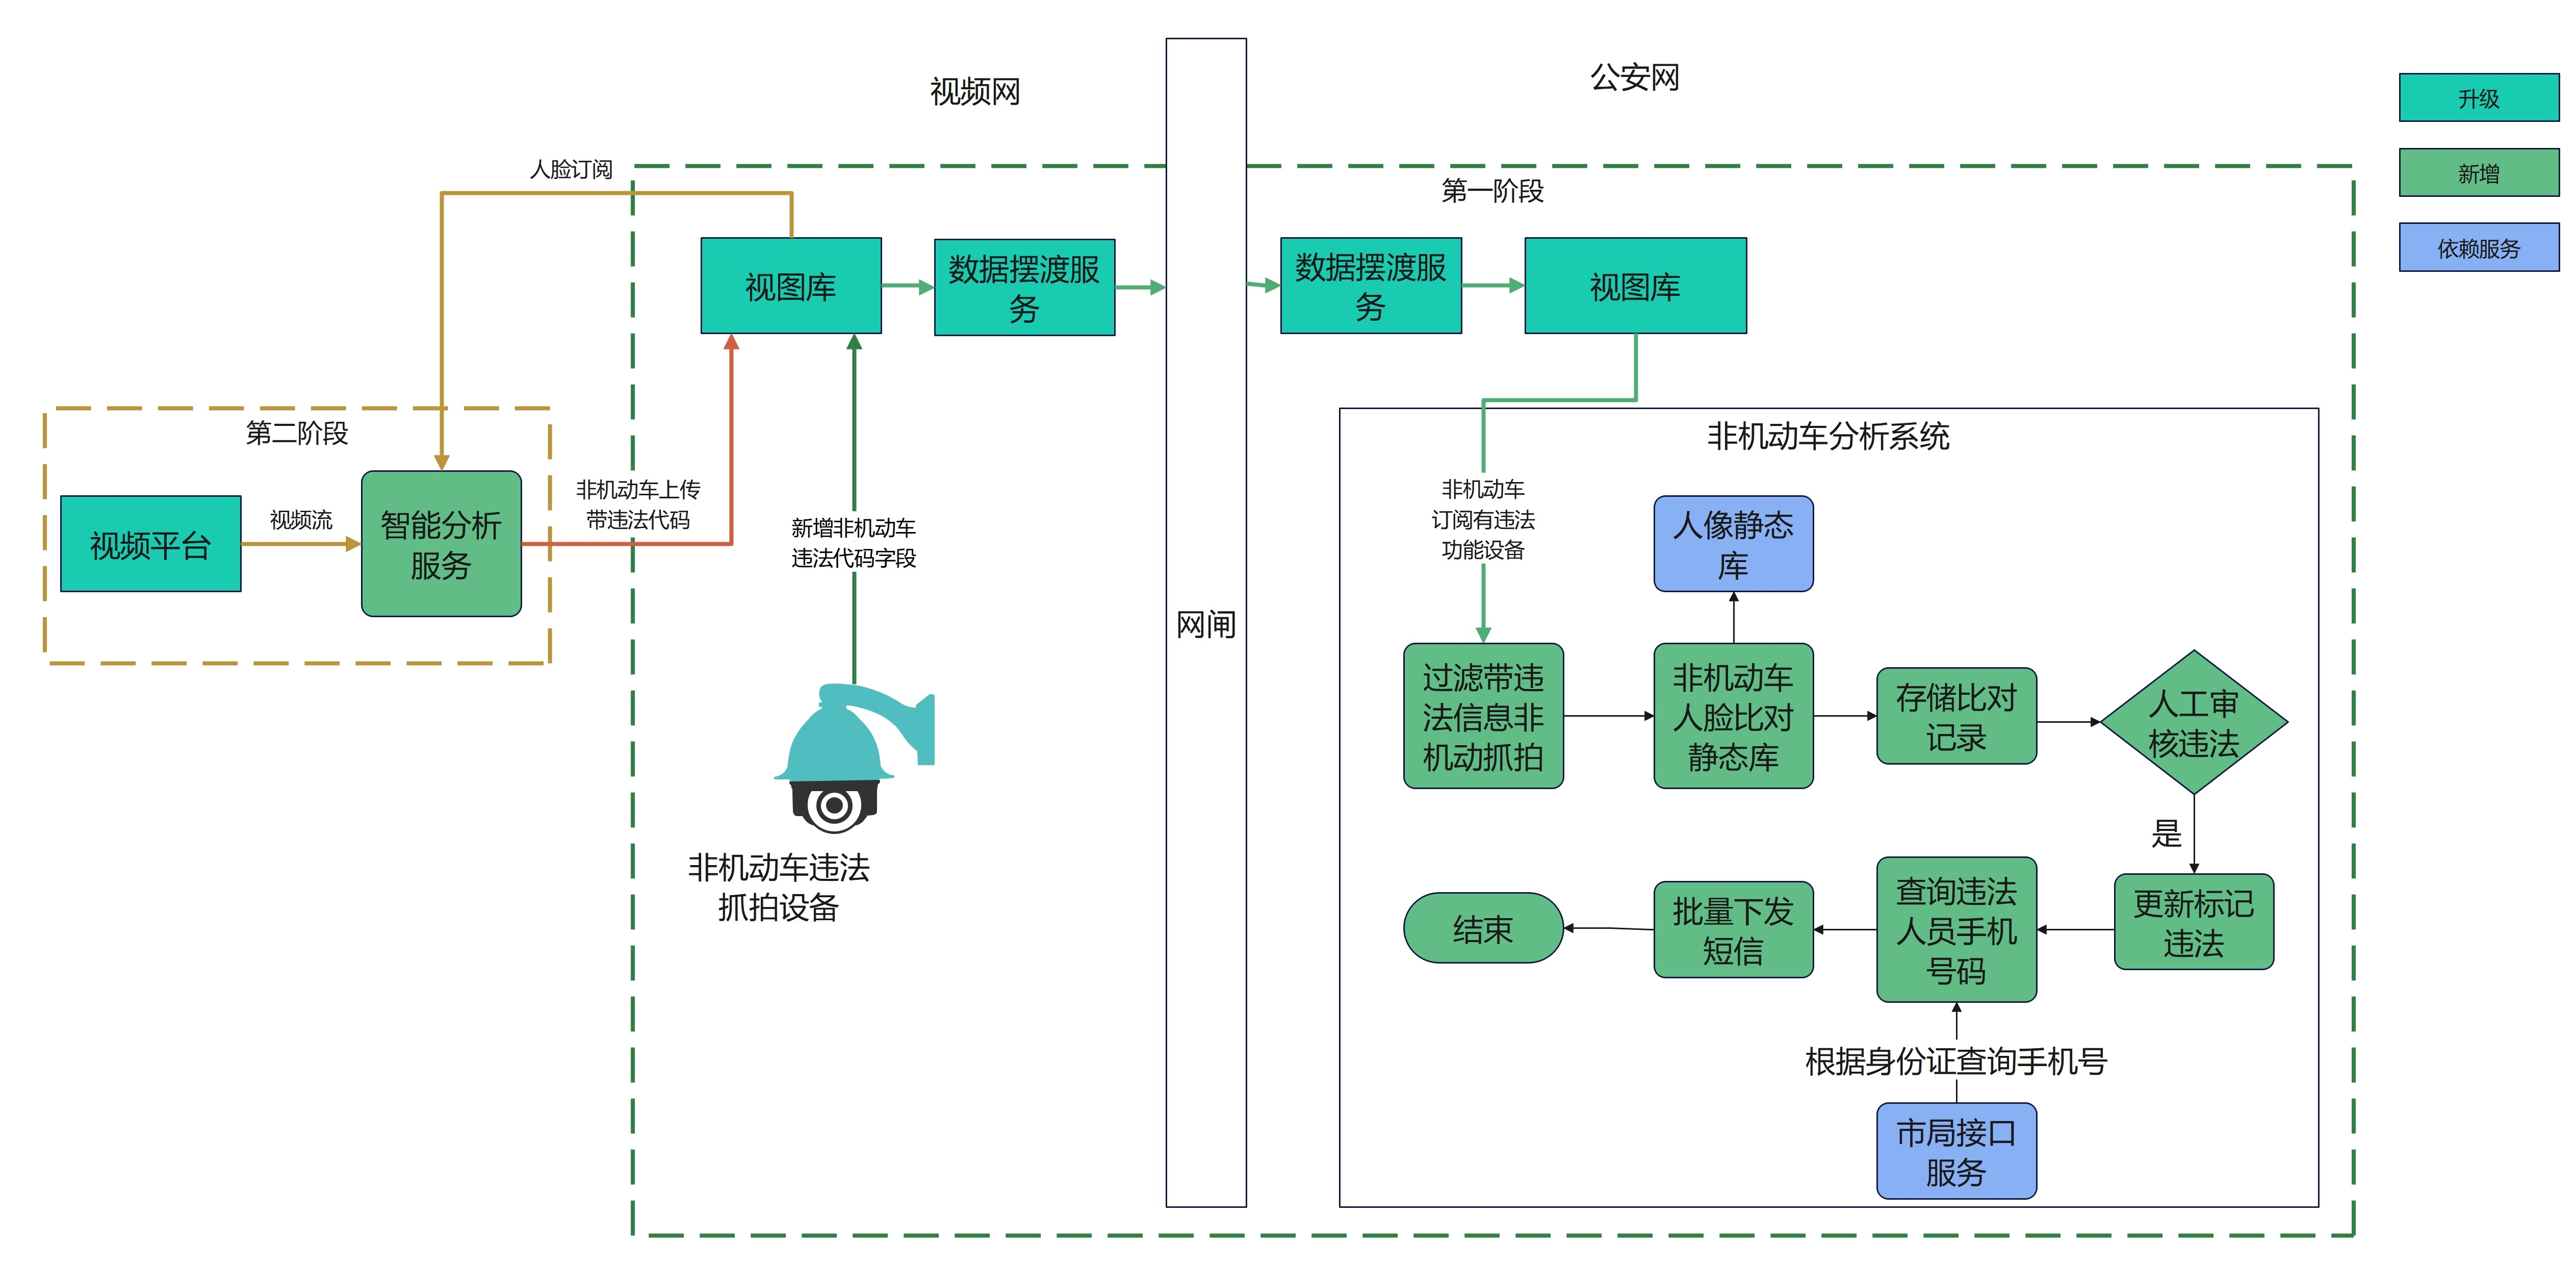 视频网
公安网
升级
新增
依赖服务
人脸订阅
第一阶段
视图库
数据摆渡服
务
数据摆渡服
务
视图库
第二阶段
视频平台
视频流
智能分析
服务
非机动车上传
带违法代码
新增非机动车
违法代码字段
非机动车违法
抓拍设备
网闸
非机动车分析系统
非机动车
订阅有违法
功能设备
人像静态
库
过滤带违
法信息非
机动抓拍
非机动车
人脸比对
静态库
存储比对
记录
人工审
核违法
是
更新标记
违法
查询违法
人员手机
号码
批量下发
短信
结束
根据身份证查询手机号
市局接口
服务